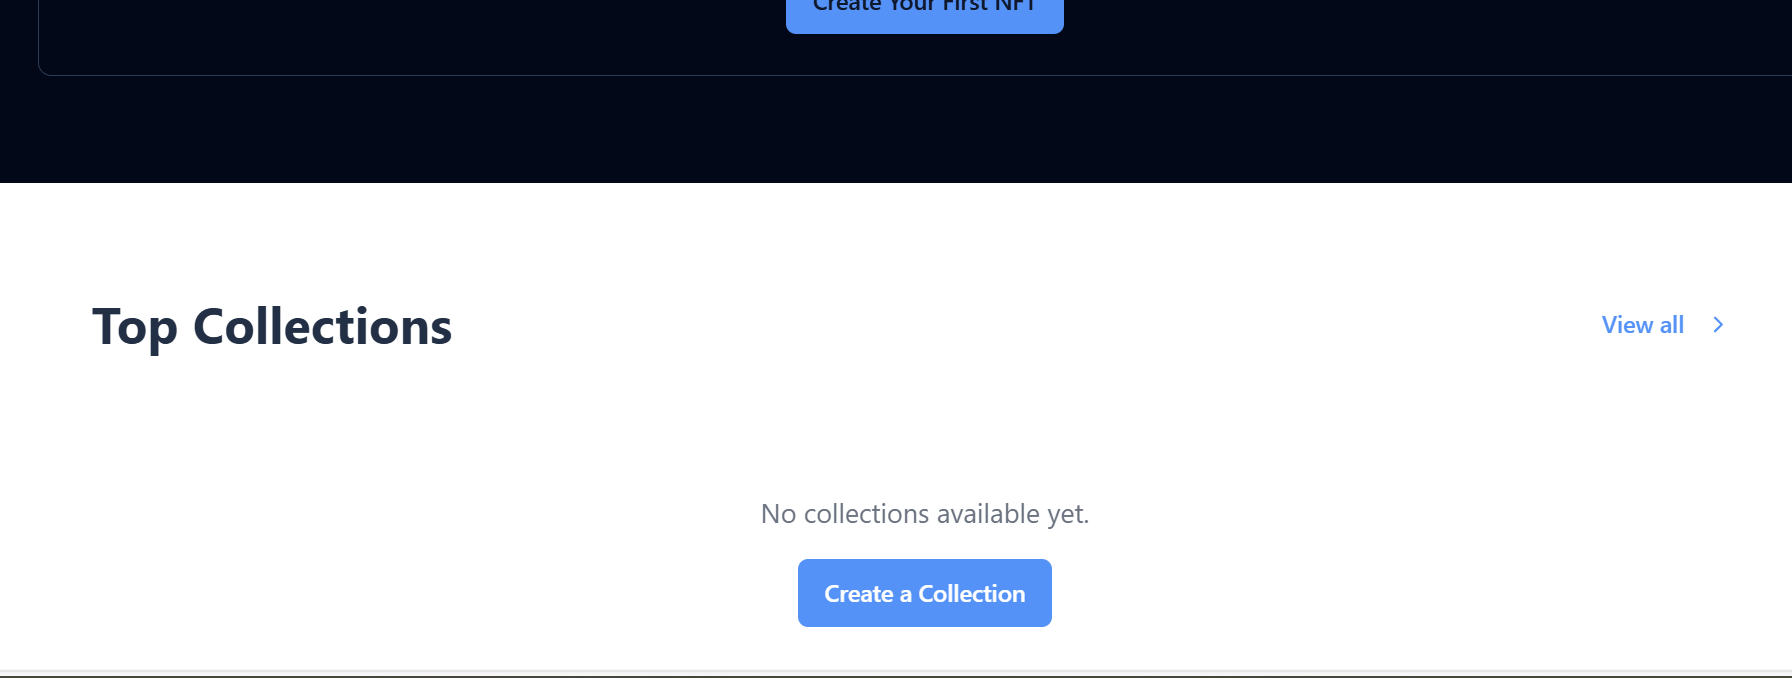 Create Your First NFT
Top Collections
View all
No collections available yet.
Create a Collection